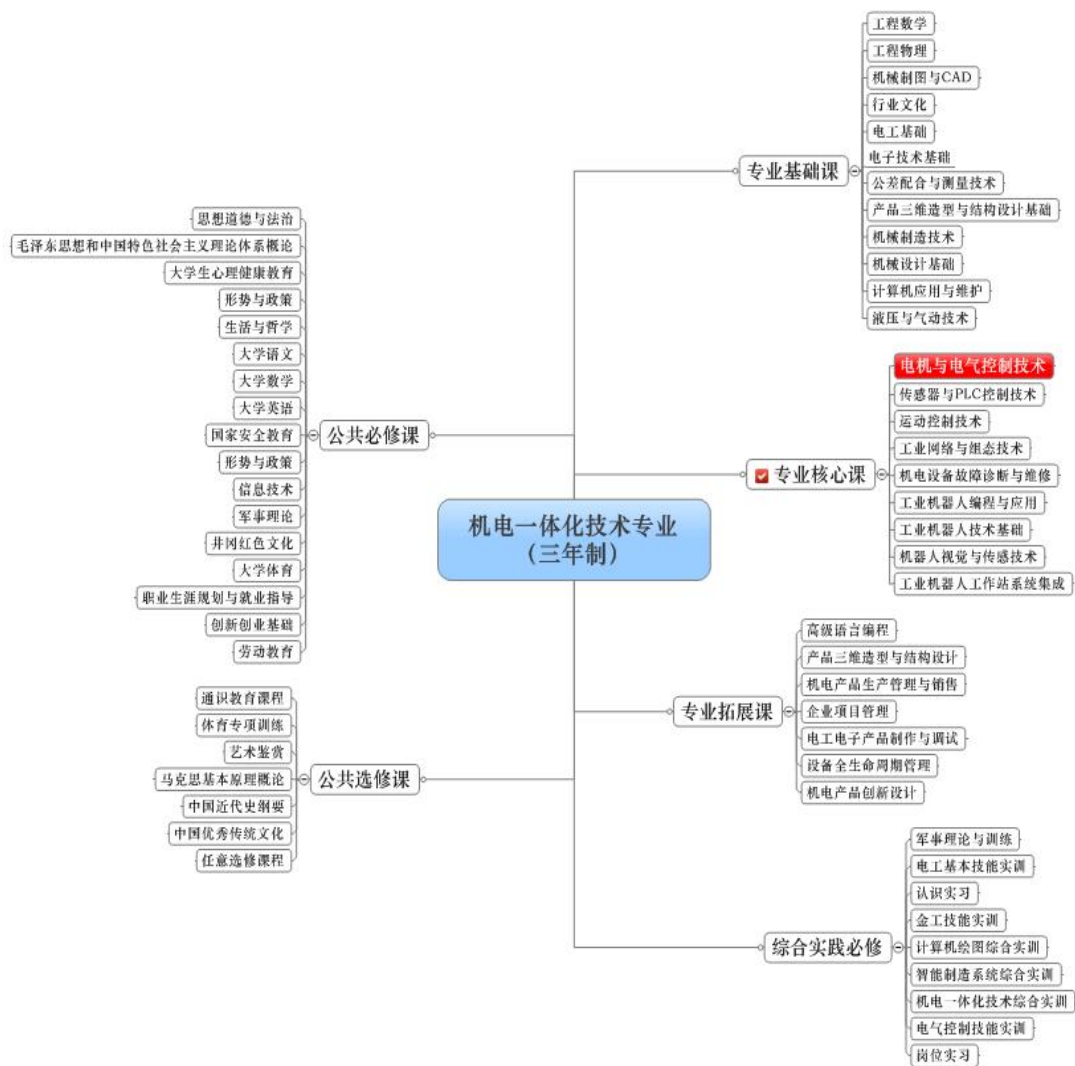 机电一体化技术专业
（三年制）
公共必修课
思想道德与法治
毛泽东思想和中国特色社会主义理论体系概论
大学生心理健康教育
形势与政策
生活与哲学
大学语文
大学数学
大学英语
国家安全教育
形势与政策
信息技术
军事理论
井冈红色文化
大学体育
职业生涯规划与就业指导
创新创业基础
劳动教育
公共选修课
通识教育课程
体育专项训练
艺术鉴赏
马克思基本原理概论
中国近代史纲要
中国优秀传统文化
任意选修课程
专业基础课
工程数学
工程物理
机械制图与CAD
行业文化
电工基础
电子技术基础
公差配合与测量技术
产品三维造型与结构设计基础
机械制造技术
机械设计基础
计算机应用与维护
液压与气动技术
专业核心课
电机与电气控制技术
传感器与PLC控制技术
运动控制技术
工业网络与组态技术
机电设备故障诊断与维修
工业机器人编程与应用
工业机器人技术基础
机器人视觉与传感技术
工业机器人工作站系统集成
专业拓展课
高级语言编程
产品三维造型与结构设计
机电产品生产管理与销售
企业项目管理
电工电子产品制作与调试
设备全生命周期管理
机电产品创新设计
综合实践必修
军事理论与训练
电工基本技能实训
认识实习
金工技能实训
计算机绘图综合实训
智能制造系统综合实训
机电一体化技术综合实训
电气控制技能实训
岗位实习